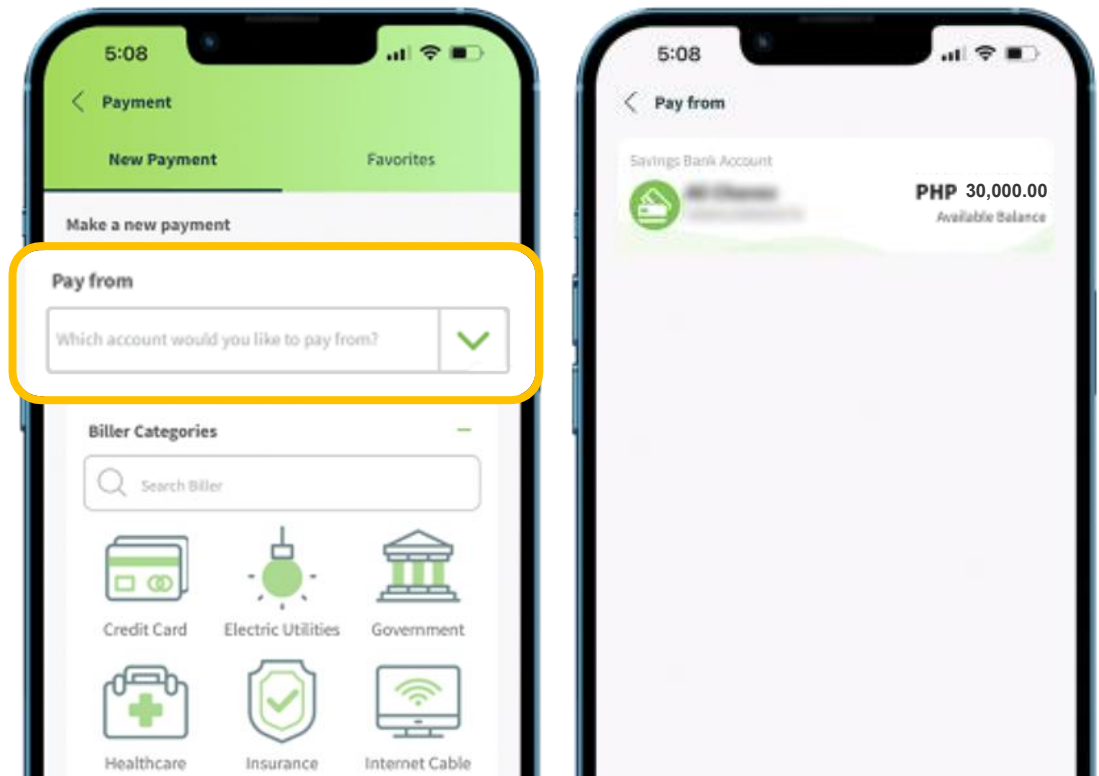 5:08
Payment
New Payment
Favorites
Make a new payment
Pay from
Which account would you like to pay from?
Biller Categories
Search Biller
Credit Card
Electric Utilities
Government
Healthcare
Insurance
Internet Cable
5:08
Pay from
Savings Bank Account
PHP 30,000.00
Available Balance